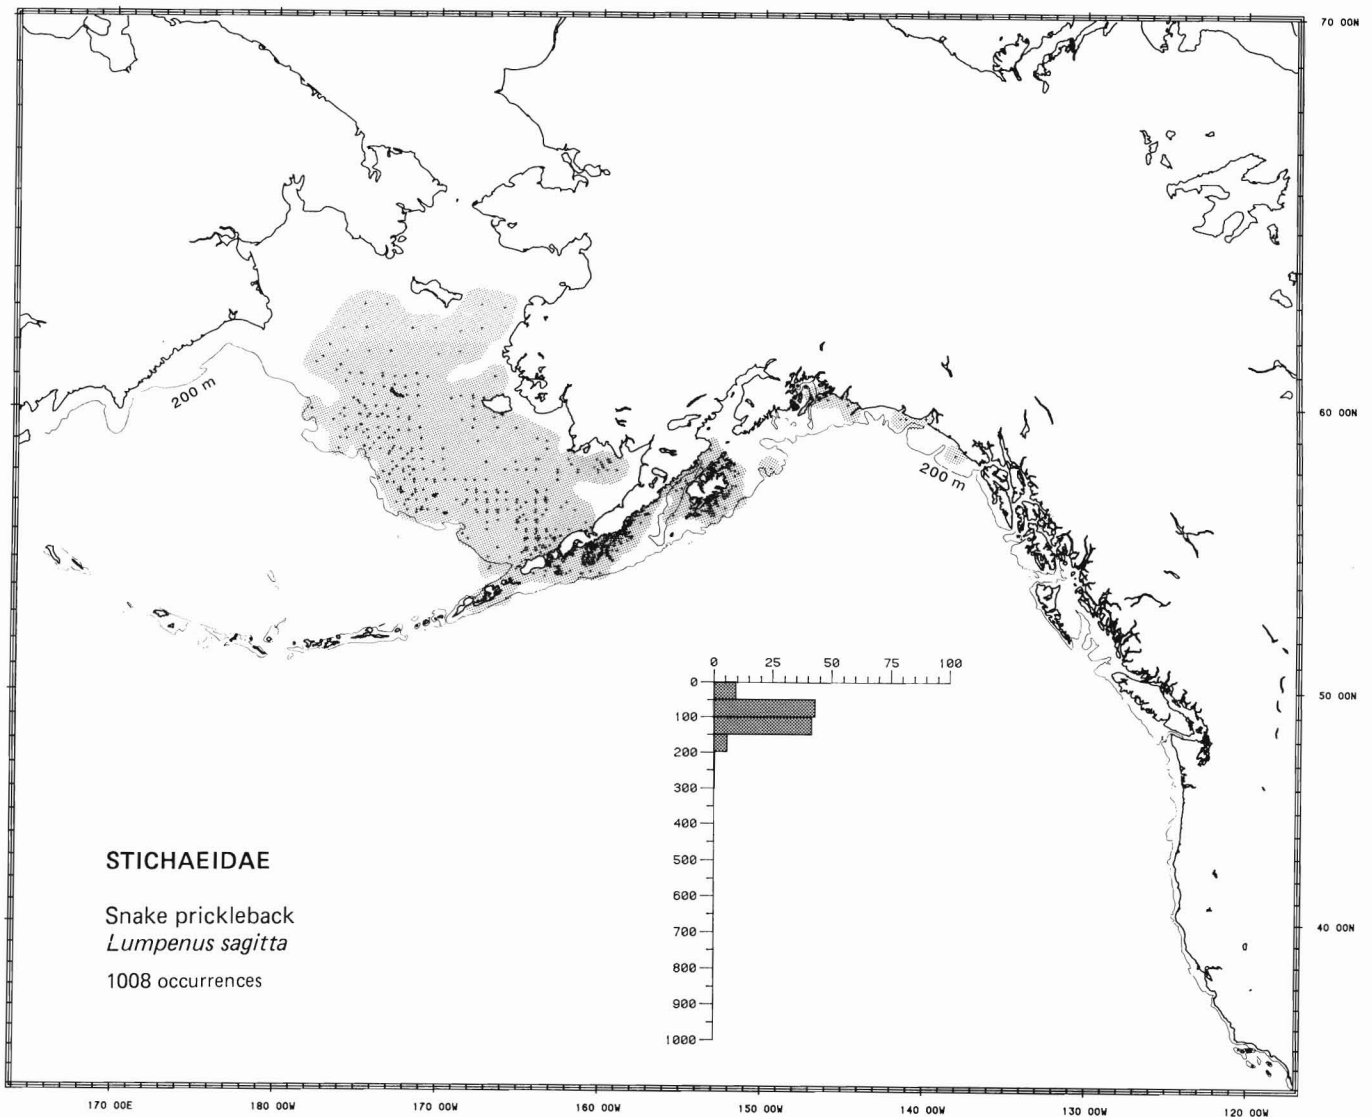 70 00N
200 m
60 00N
200 m
0 25 50 75 100
0
50 00N
100
200
300
400
500
600
700
800
900
1000
STICHAEIDAE
Snake prickleback
Lumpenus sagitta
1008 occurrences
40 00N
170 00E 180 00W 170 00W 160 00W 150 00W 140 00W 130 00W 120 00W